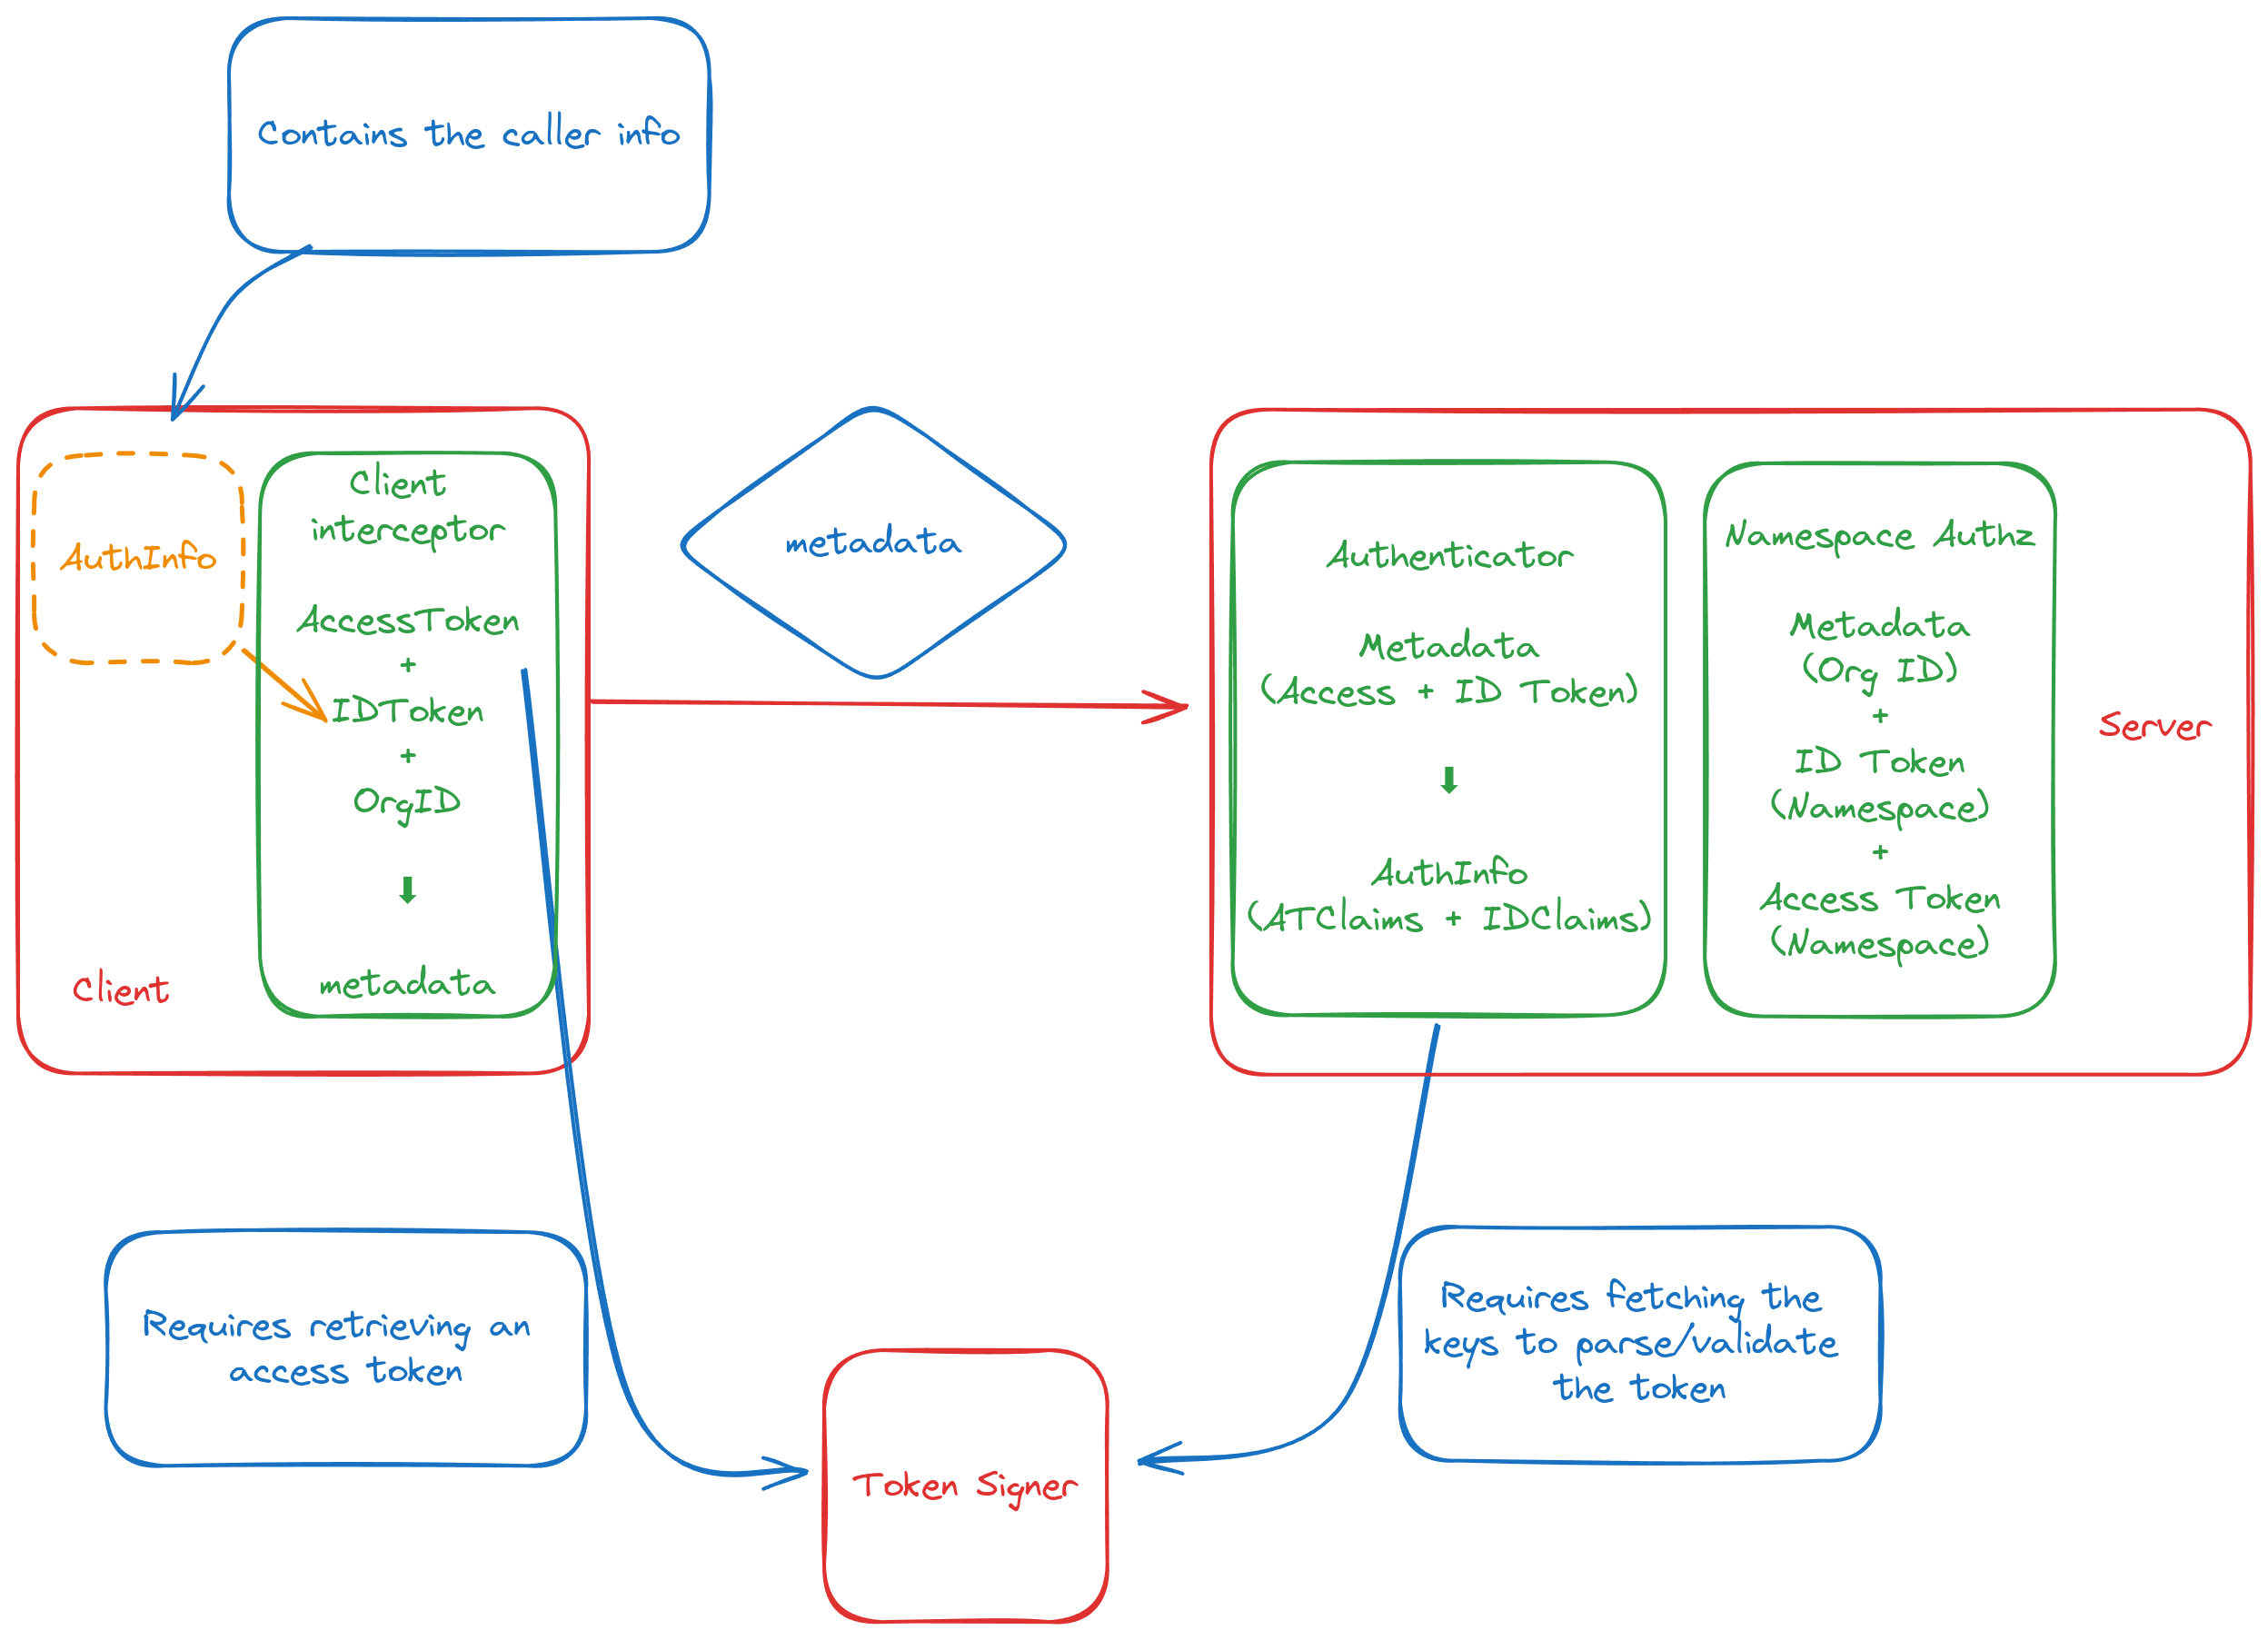 Contains the caller info
AuthInfo
Client
interceptor
AccessToken
+
IDToken
+
OrgID
⬇
metadata
Client
metadata
Authenticator
Metadata
(Access + ID Token)
⬇
AuthInfo
(ATClaims + IDClaims)
Namespace Authz
Metadata
(Org ID)
+
ID Token
(Namespace)
+
Access Token
(Namespace)
Server
Requires retrieving an
access token
Token Signer
Requires fetching the
keys to parse/validate
the token